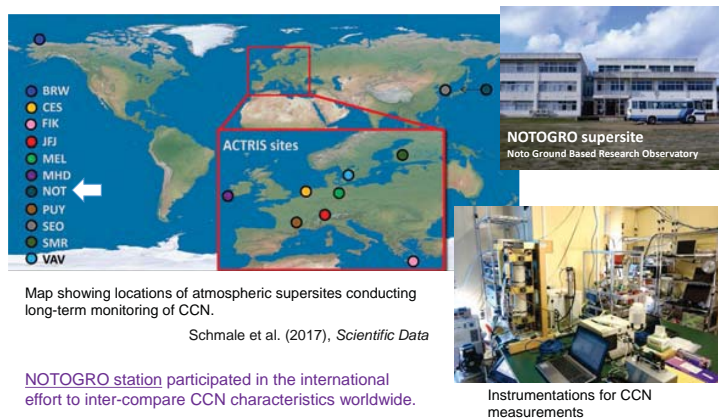 BRW
CES
FIK
JFJ
MEL
MHD
NOT
PUY
SEO
SMR
VAV
ACTRIS sites
NOTOGRO supersite
Noto Ground Based Research Observatory
Map showing locations of atmospheric supersites conducting
long-term monitoring of CCN.
Schmale et al. (2017), Scientific Data
NOTOGRO station participated in the international
effort to inter-compare CCN characteristics worldwide.
Instrumentations for CCN
measurements